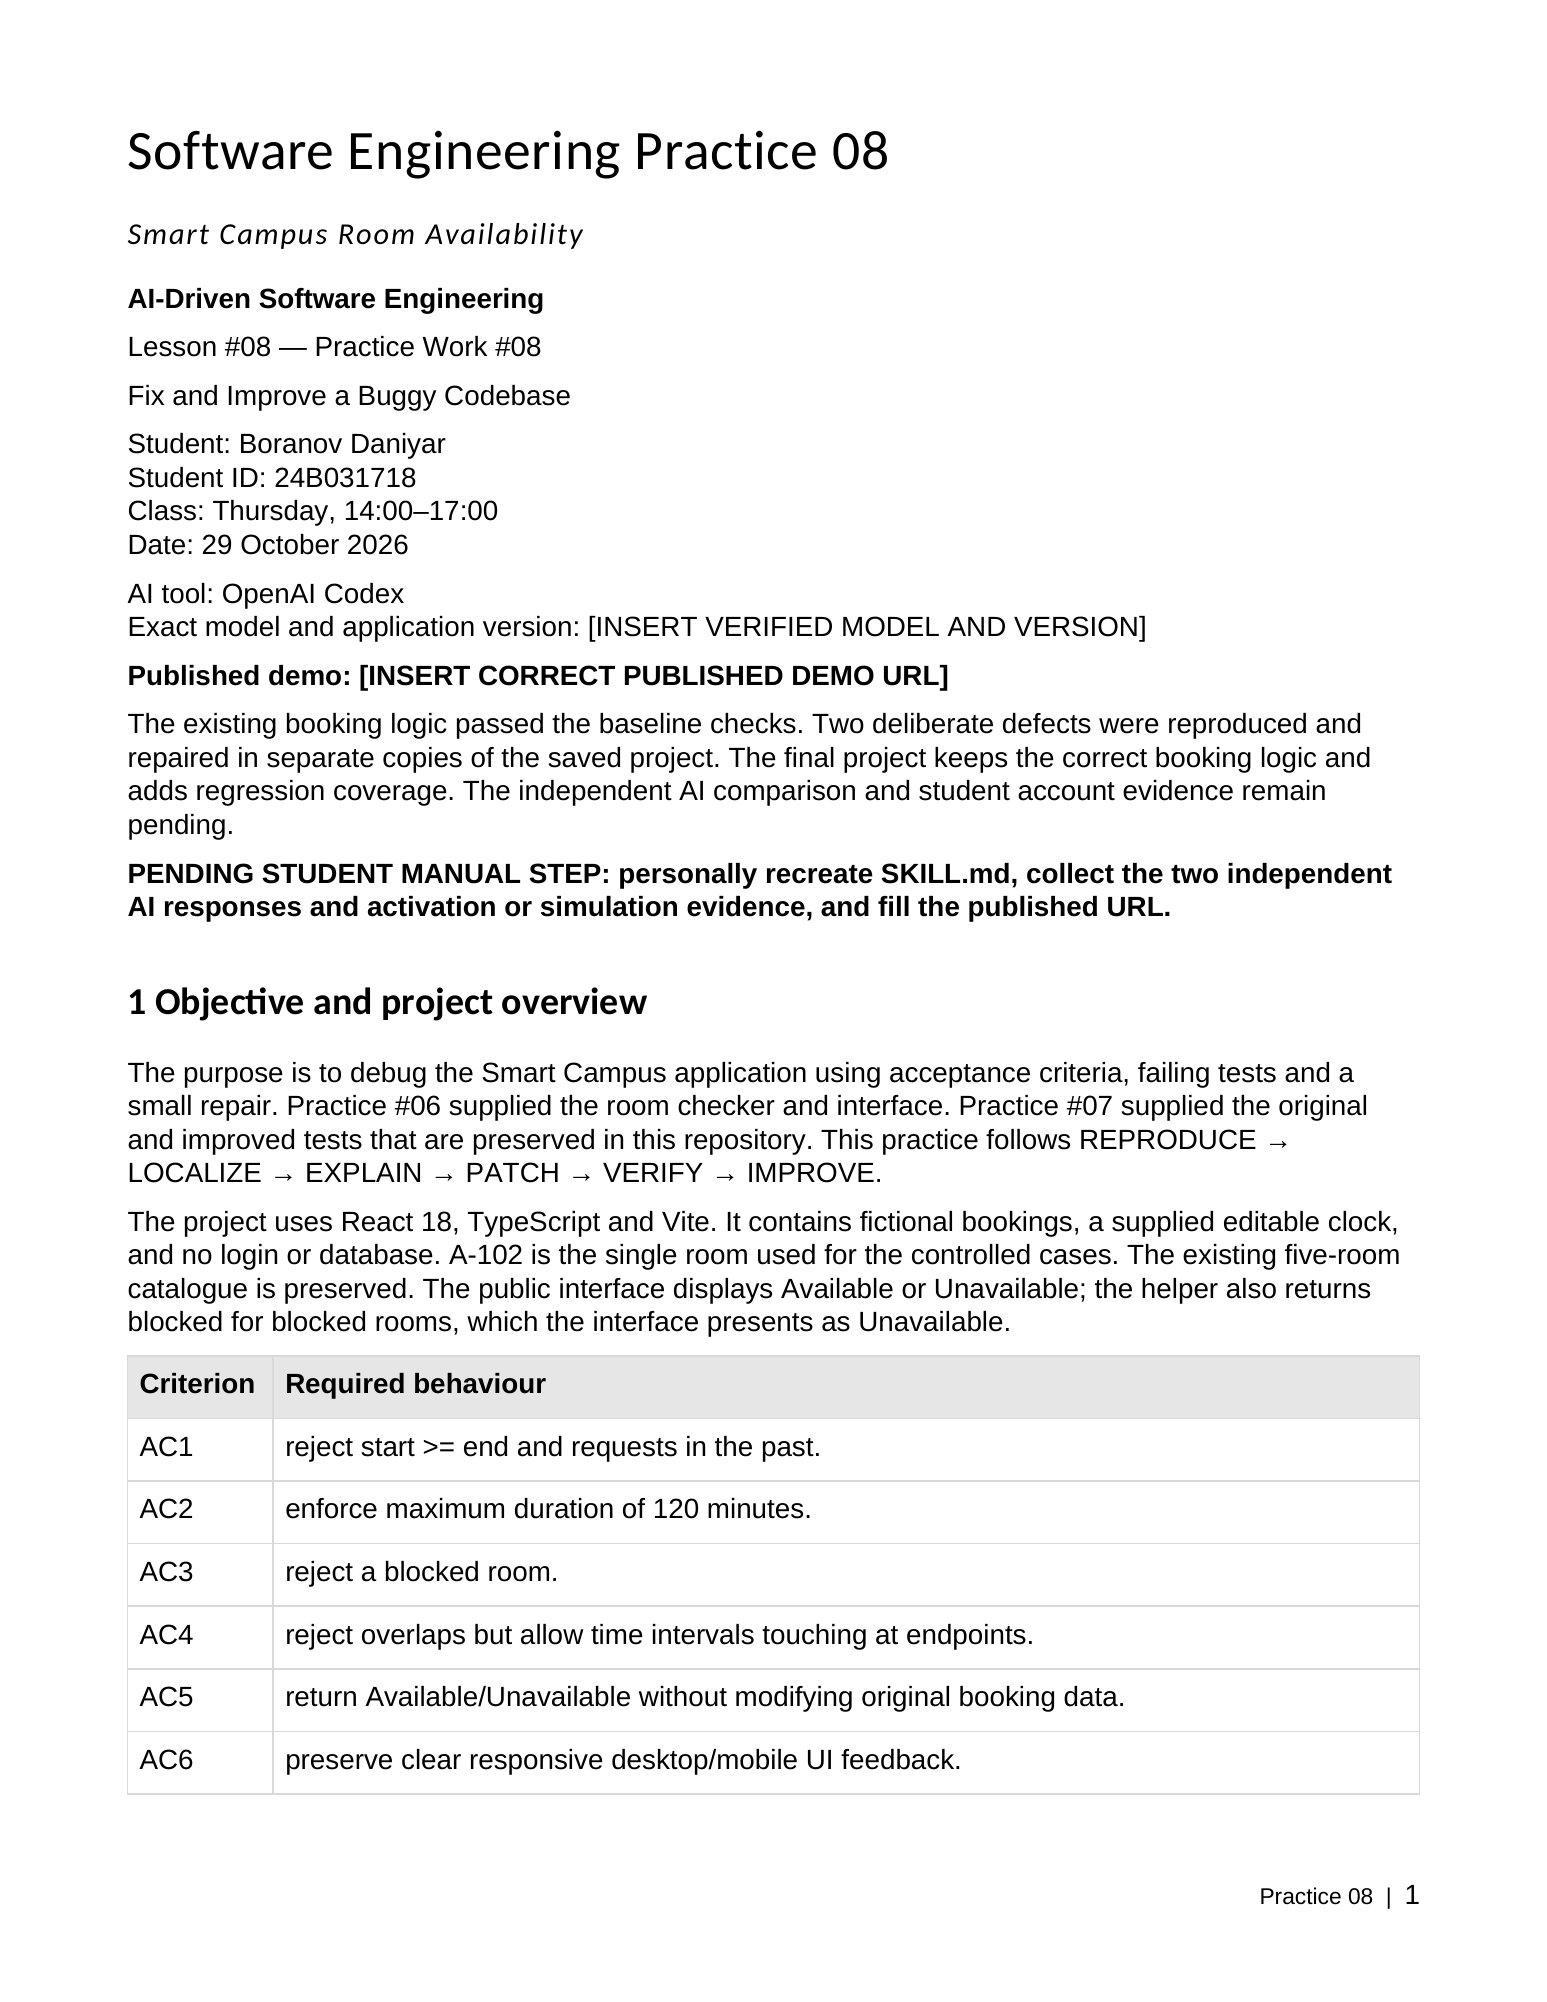 Software Engineering Practice 08
Smart Campus Room Availability
AI-Driven Software Engineering
Lesson #08 — Practice Work #08
Fix and Improve a Buggy Codebase
Student: Boranov Daniyar
Student ID: 24B031718
Class: Thursday, 14:00–17:00
Date: 29 October 2026
AI tool: OpenAI Codex
Exact model and application version: [INSERT VERIFIED MODEL AND VERSION]
Published demo: [INSERT CORRECT PUBLISHED DEMO URL]
The existing booking logic passed the baseline checks. Two deliberate defects were reproduced and
repaired in separate copies of the saved project. The final project keeps the correct booking logic and
adds regression coverage. The independent AI comparison and student account evidence remain
pending.
PENDING STUDENT MANUAL STEP: personally recreate SKILL.md, collect the two independent
AI responses and activation or simulation evidence, and fill the published URL.
1 Objective and project overview
The purpose is to debug the Smart Campus application using acceptance criteria, failing tests and a
small repair. Practice #06 supplied the room checker and interface. Practice #07 supplied the original
and improved tests that are preserved in this repository. This practice follows REPRODUCE →
LOCALIZE → EXPLAIN → PATCH → VERIFY → IMPROVE.
The project uses React 18, TypeScript and Vite. It contains fictional bookings, a supplied editable clock,
and no login or database. A-102 is the single room used for the controlled cases. The existing five-room
catalogue is preserved. The public interface displays Available or Unavailable; the helper also returns
blocked for blocked rooms, which the interface presents as Unavailable.
Criterion Required behaviour
AC1 reject start >= end and requests in the past.
AC2 enforce maximum duration of 120 minutes.
AC3 reject a blocked room.
AC4 reject overlaps but allow time intervals touching at endpoints.
AC5 return Available/Unavailable without modifying original booking data.
AC6 preserve clear responsive desktop/mobile UI feedback.
Practice 08 | 1